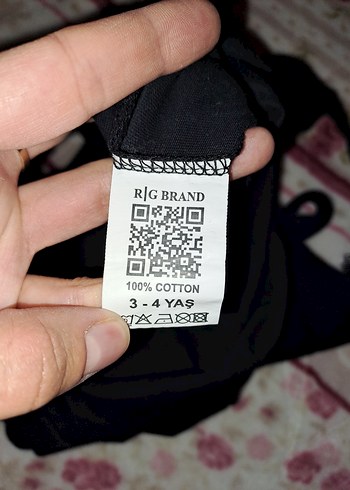 R|G BRAND
100% COTTON
3 - 4 YAŞ